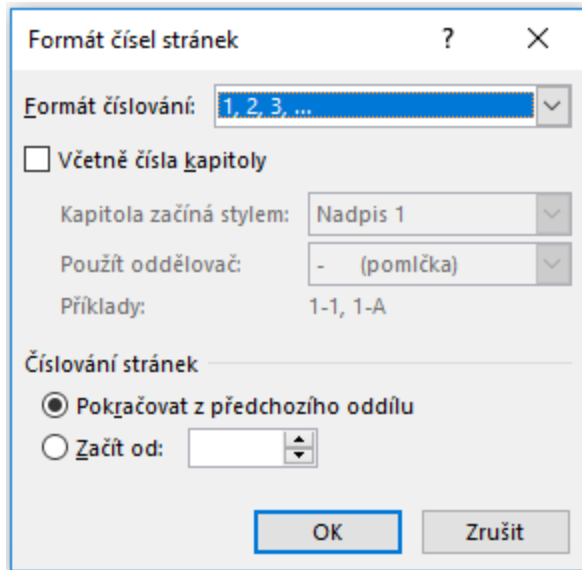 Formát čísel stránek ?
Formát číslování: 1, 2, 3, ...
Včetně čísla kapitoly
Kapitola začíná stylem: Nadpis 1
Použít oddělovač: - (pomlčka)
Příklady: 1-1, 1-A
Číslování stránek
Pokračovat z předchozího oddílu
Začít od:
OK Zrušit